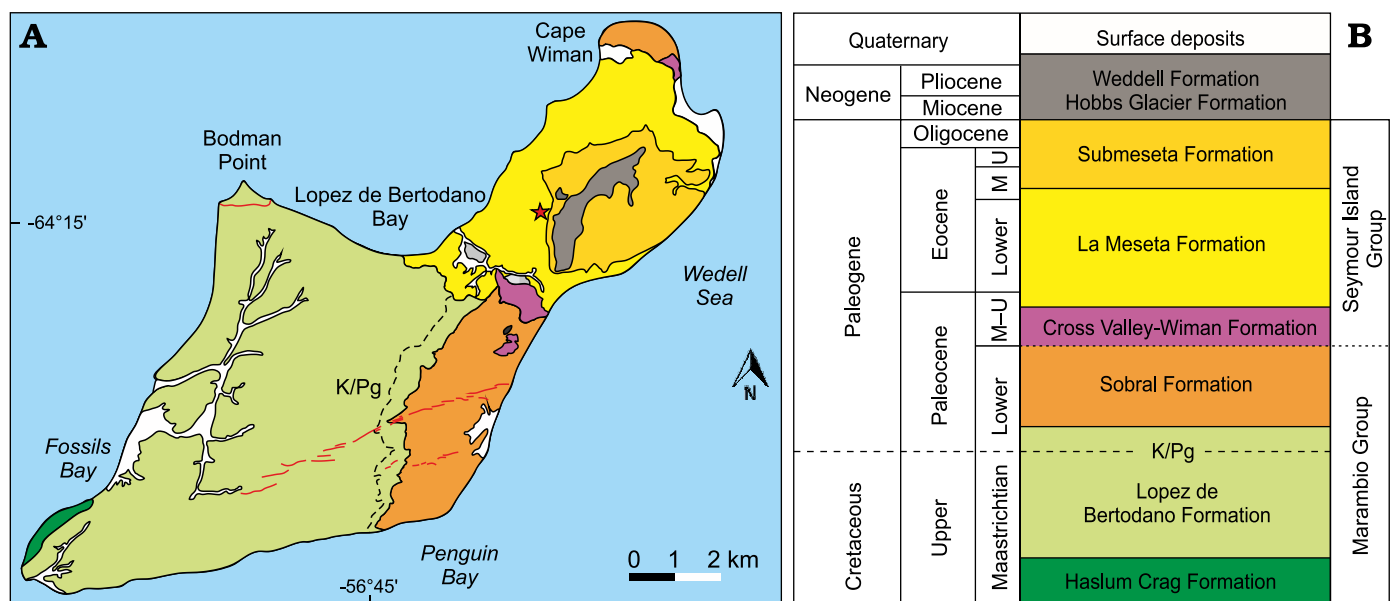 A
Cape
Wiman
Bodman
Point
Lopez de Bertodano
Bay
-64°15'
Wedell
Sea
K/Pg
N
Fossils
Bay
Penguin
Bay
0 1 2 km
-56°45'
B
Quaternary
Surface deposits
Neogene
Pliocene
Miocene
Weddell Formation
Hobbs Glacier Formation
Paleogene
Oligocene
Eocene
U
M
Lower
Submeseta Formation
La Meseta Formation
Seymour Island
Group
Paleocene
M–U
Lower
Cross Valley-Wiman Formation
Sobral Formation
K/Pg
Cretaceous
Upper
Maastrichtian
Lopez de
Bertodano Formation
Haslum Crag Formation
Marambio Group